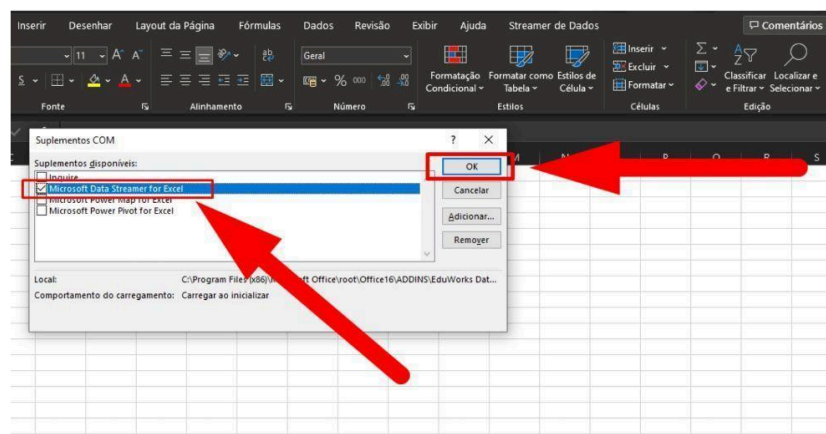 Inserir Desenhar Layout da Página Fórmulas Dados Revisão Exibir Ajuda Streamer de Dados Comentários
11 A A ab Geral Inserir
S A % 000 Formatação Condicional Formatar como Tabela Estilos de Célula Excluir Formatar Classificar e Filtrar Localizar e Selecionar
Fonte Alinhamento Número Estilos Células Edição
Suplementos COM ? X
Suplementos disponíveis:
Inquire
Microsoft Data Streamer for Excel
Microsoft Power Map for Excel
Microsoft Power Pivot for Excel
OK
Cancelar
Adicionar...
Remover
Local: C:\Program Files (x86)\ ft Office\root\Office16\ADDINS\EduWorks Dat...
Comportamento do carregamento: Carregar ao inicializar
S